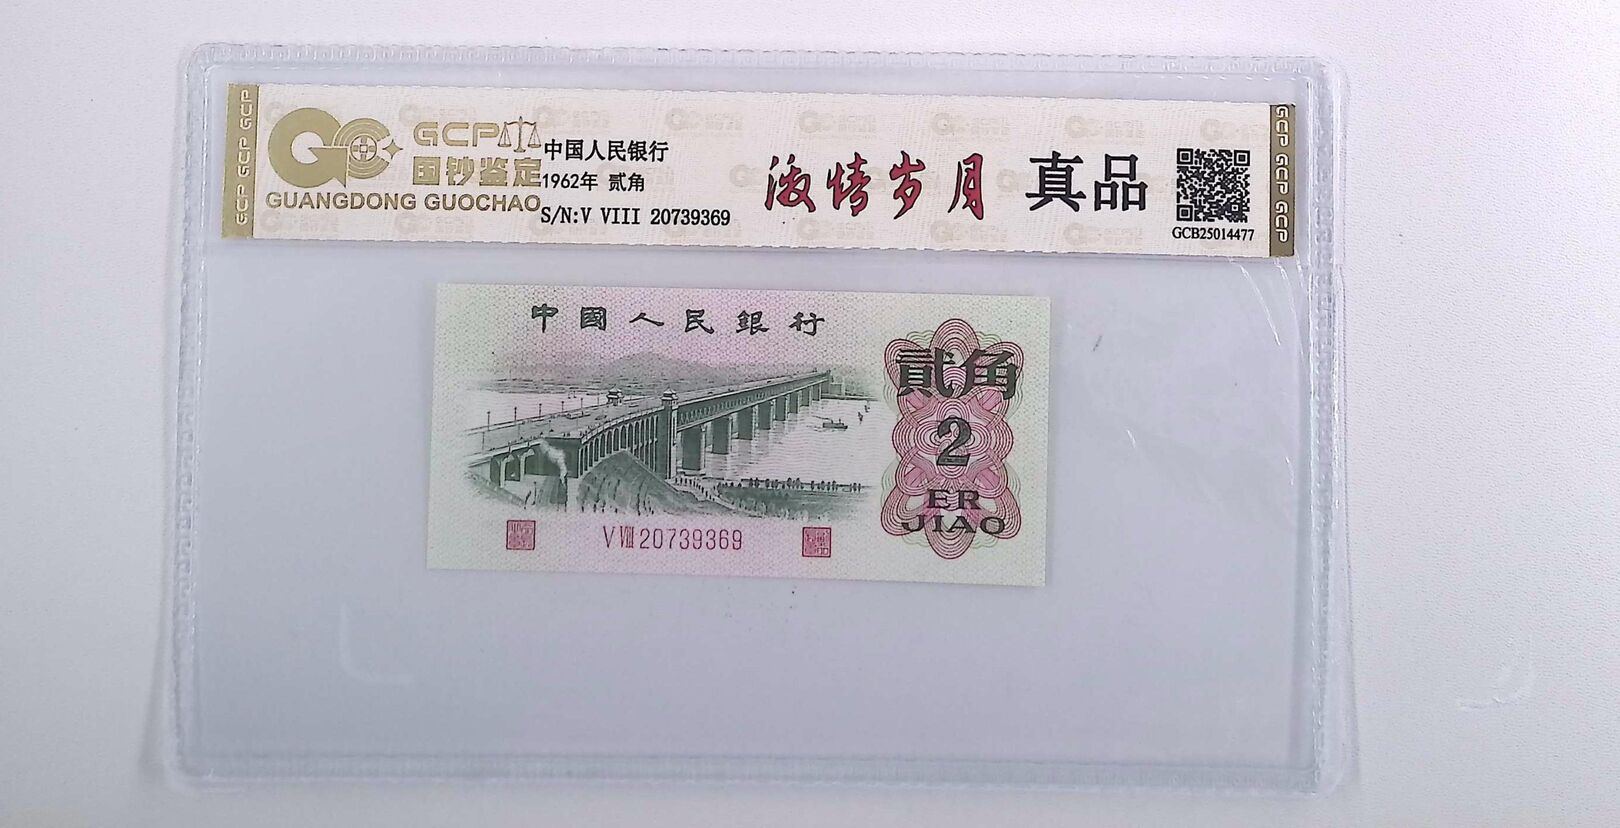 GCP
国钞鉴定
GUANGDONG GUOCHAO
中国人民银行
1962年 贰角
S/N:V VIII 20739369
激情岁月
真品
GCB25014477
GCP GCP GCP
GCP GCP GCP
中國人民銀行
貳角
2
ER
JIAO
V VIII 20739369